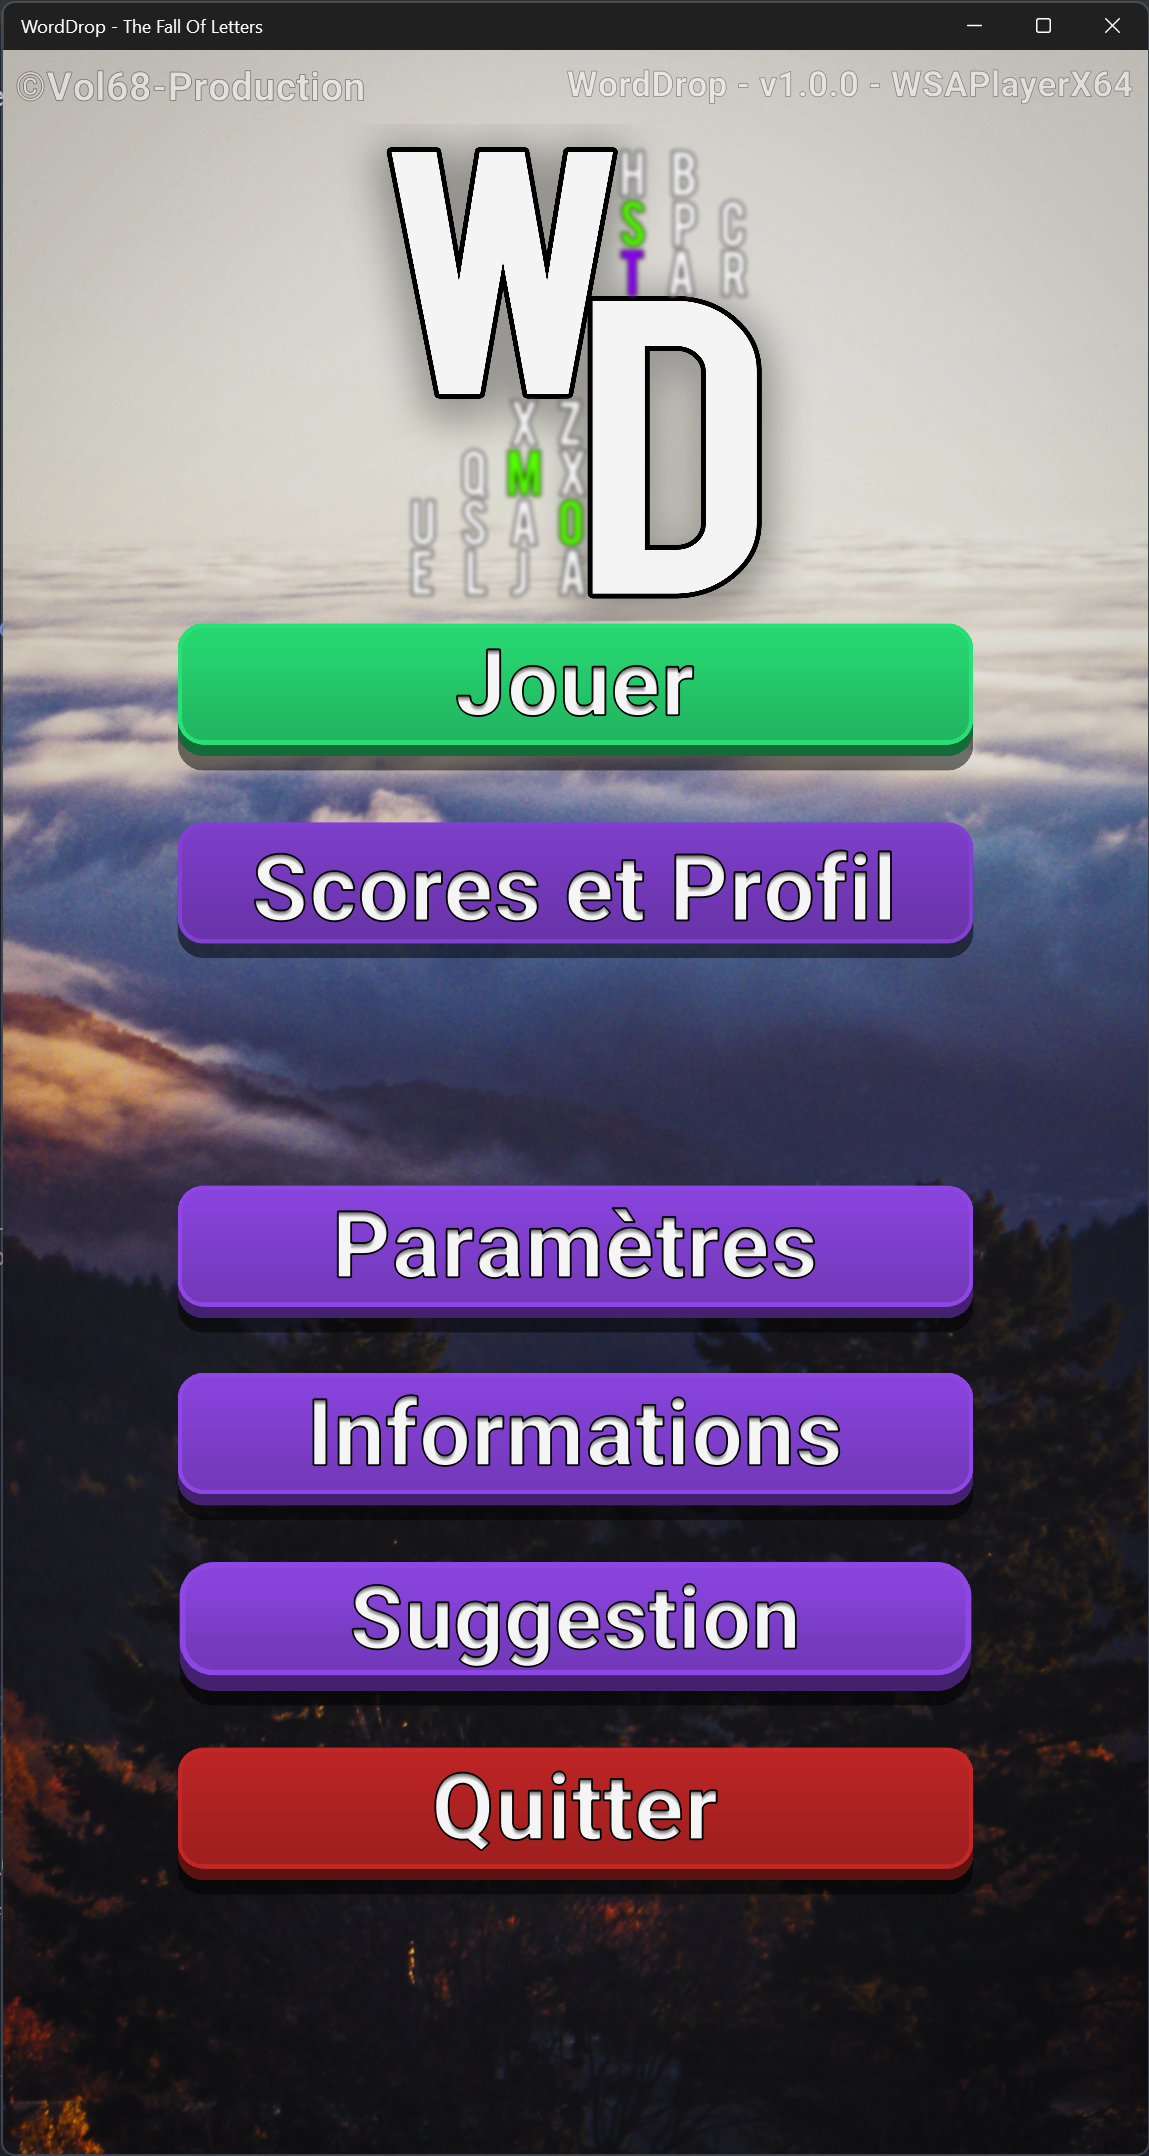 WordDrop - The Fall Of Letters
©Vol68-Production
WordDrop - v1.0.0 - WSAPlayerX64
W
H B
S P C
T A R
D
X Z
Q M X
U S A O
E L J A
Jouer
Scores et Profil
Paramètres
Informations
Suggestion
Quitter